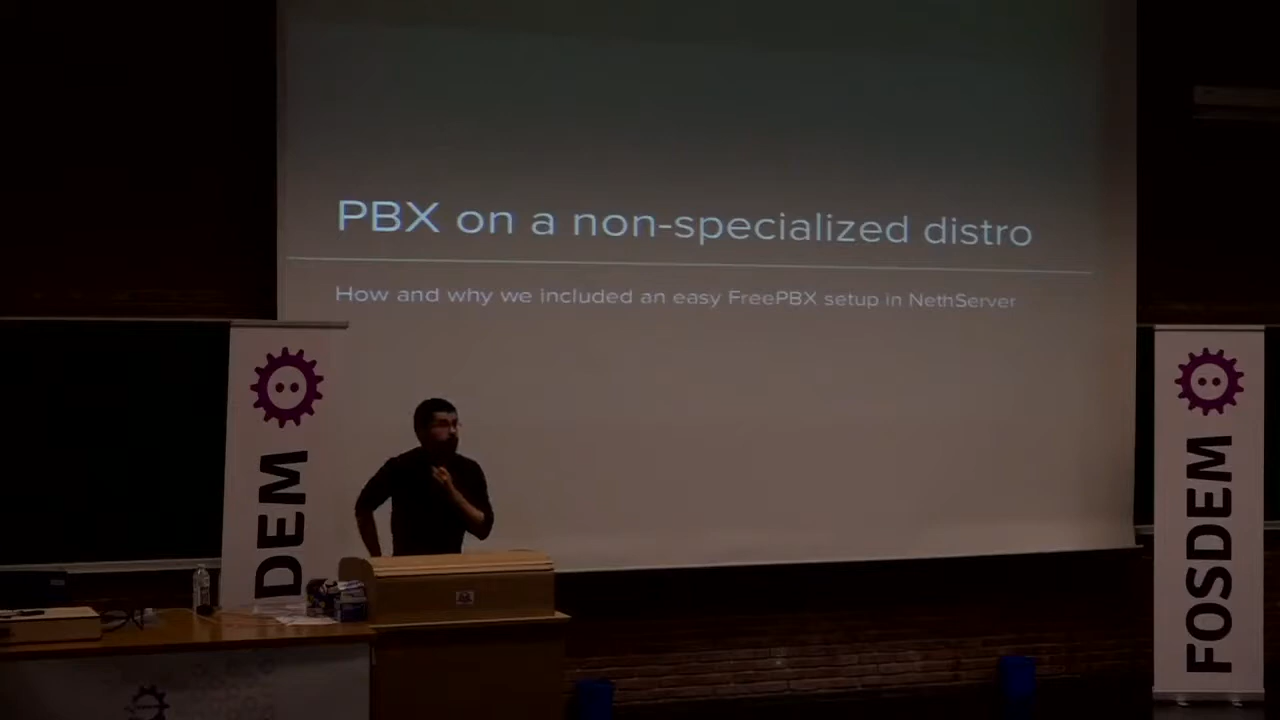 PBX on a non-specialized distro
How and why we included an easy FreePBX setup in NethServer
DEM
FOSDEM